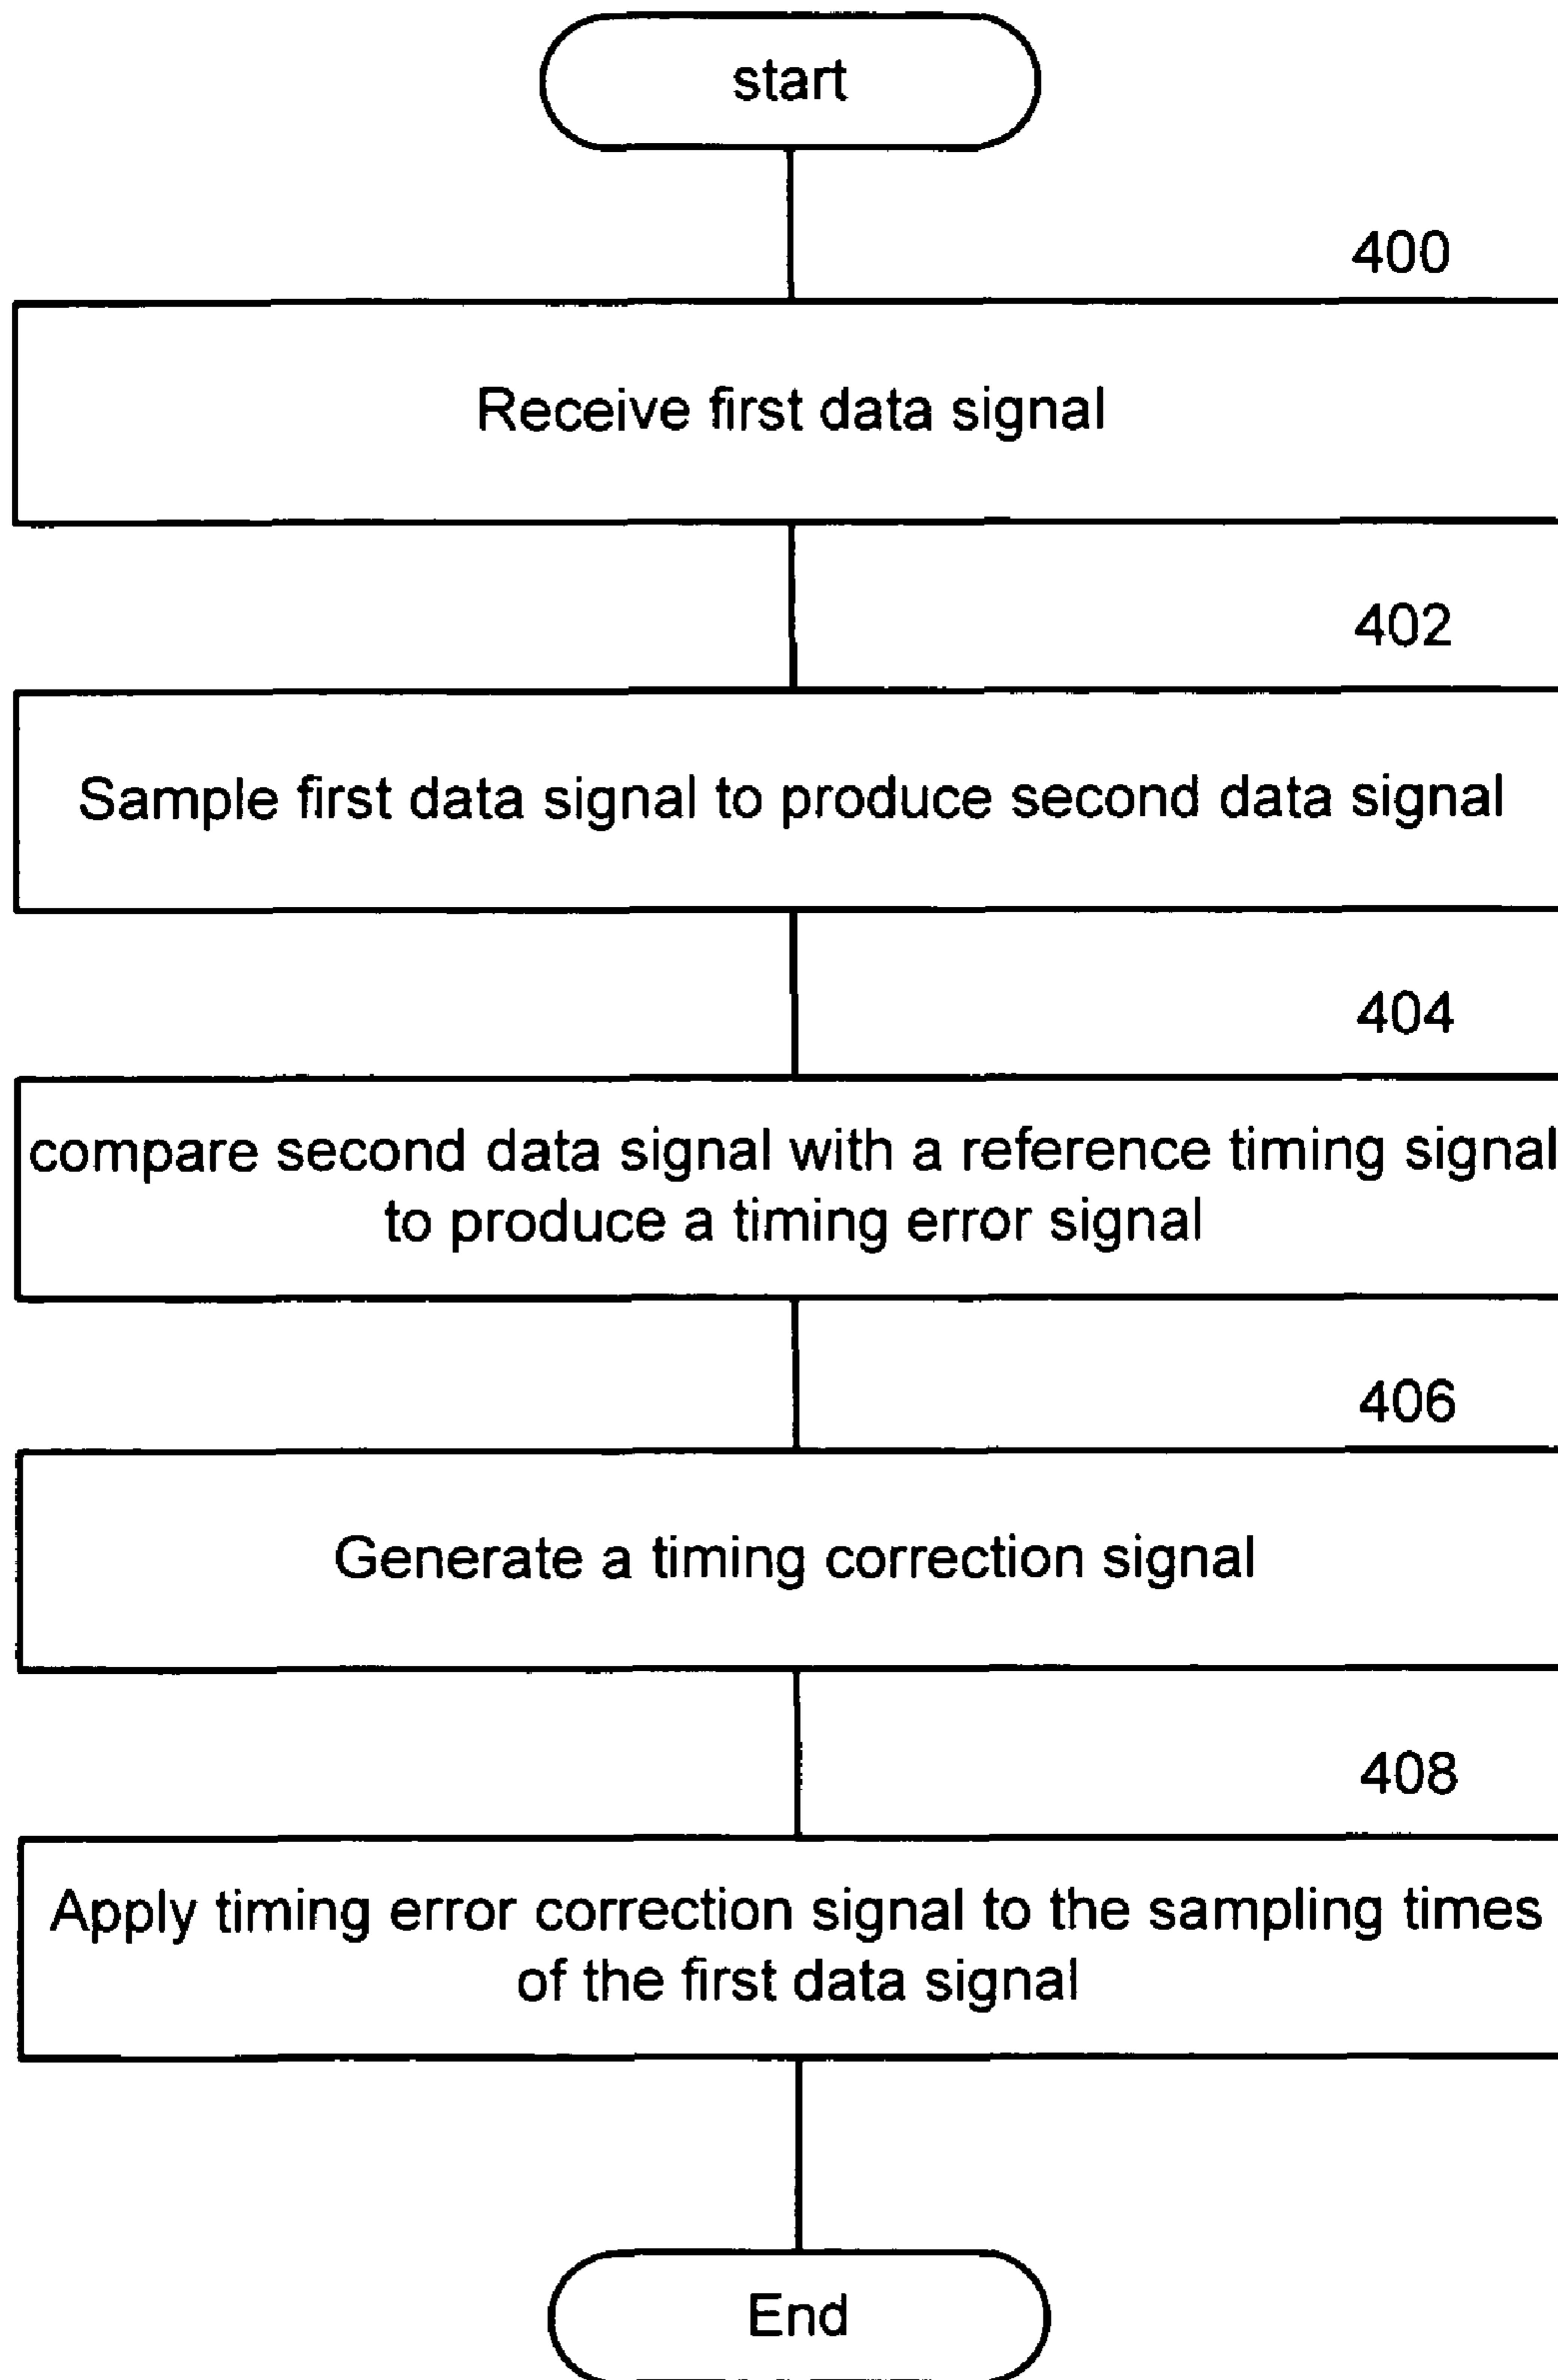 start
400
Receive first data signal
402
Sample first data signal to produce second data signal
404
compare second data signal with a reference timing signal
to produce a timing error signal
406
Generate a timing correction signal
408
Apply timing error correction signal to the sampling times
of the first data signal
End